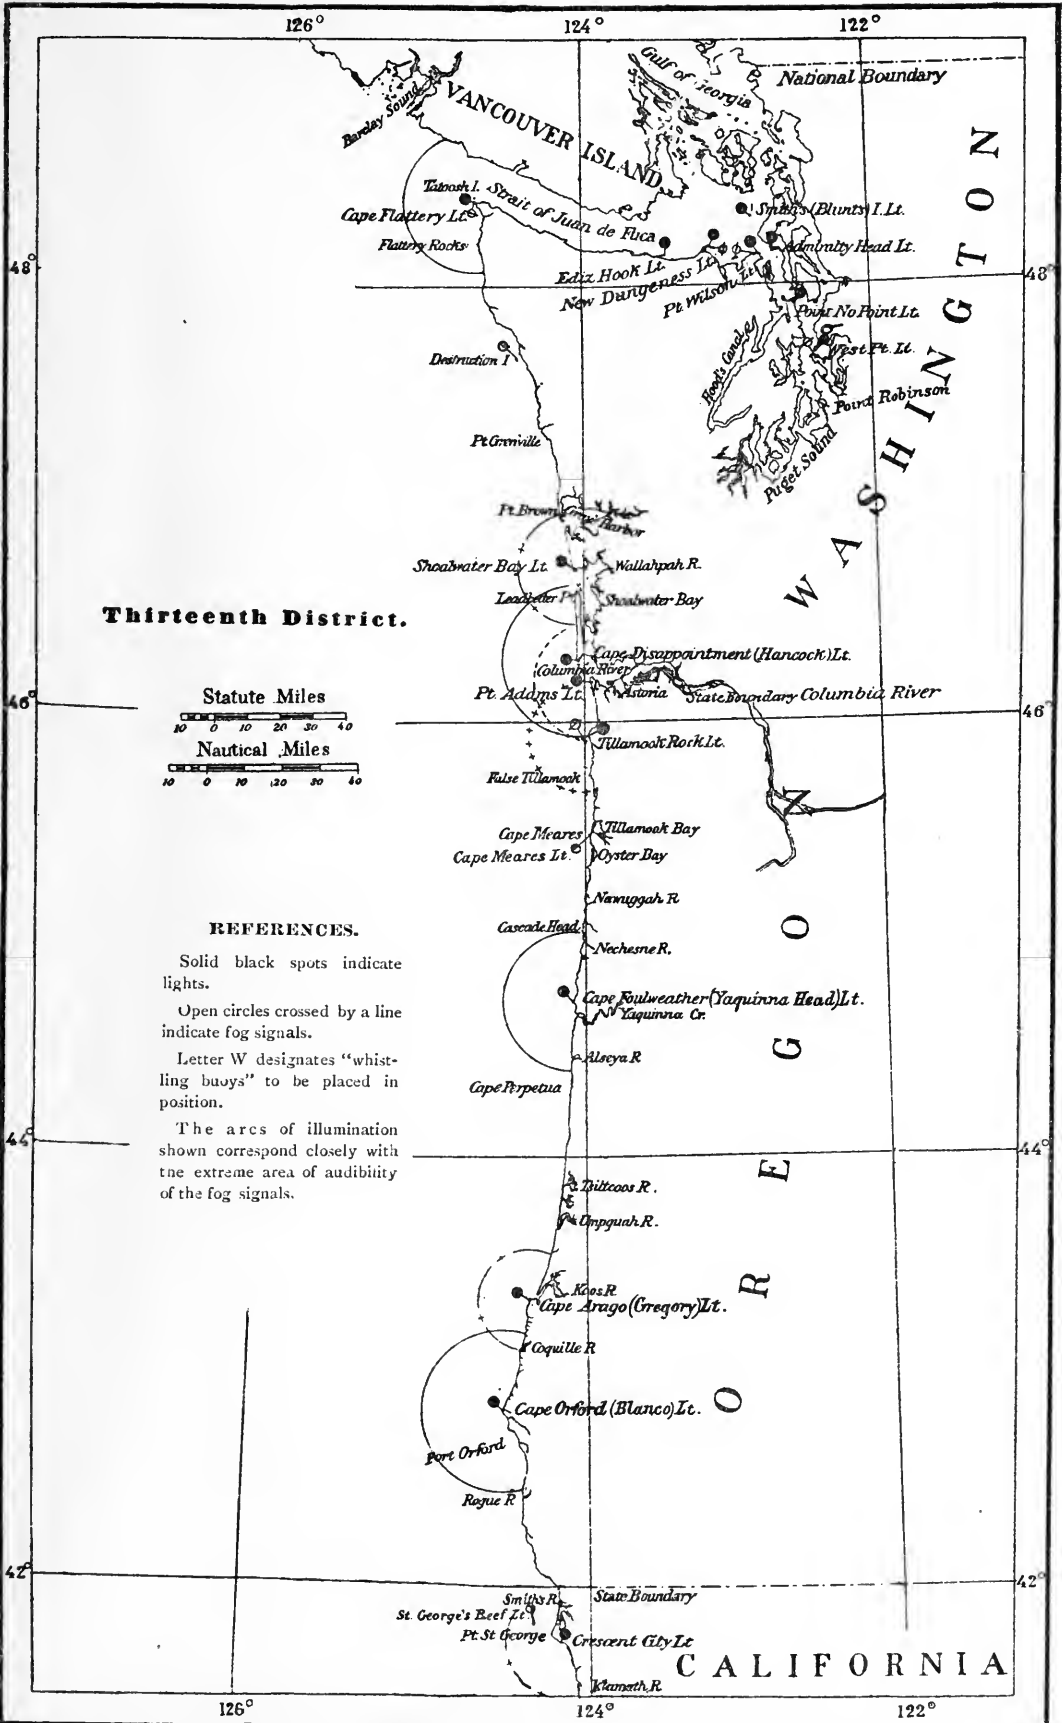 126°
124°
122°
Gulf of Georgia
National Boundary
Barclay Sound
VANCOUVER ISLAND
Tatoosh I.
Strait of Juan de Fuca
Cape Flattery Lt.
Flattery Rocks
Smith's (Blunts) I. Lt.
Admiralty Head Lt.
48°
48°
Ediz Hook Lt.
New Dungeness Lt.
Pt. Wilson Lt.
Point No Point Lt.
West Pt. Lt.
Hood's Canal
Destruction I
Point Robinson
Puget Sound
Pt Grenville
WASHINGTON
Pt. Brown
Harbor
Shoalwater Bay Lt.
Wallahpah R.
Leadbetter Pt
Shoalwater Bay
Thirteenth District.
Cape Disappointment (Hancock) Lt.
Columbia River
Pt. Adams Lt.
Astoria
State Boundary
Columbia River
46°
46°
Statute Miles
10 0 10 20 30 40
Nautical Miles
10 0 10 20 30 40
Tillamook Rock Lt.
False Tillamook
Cape Meares
Tillamook Bay
Cape Meares Lt.
Oyster Bay
Nawuggah R
Cascade Head
Nechesne R.
REFERENCES.
Solid black spots indicate
lights.
Open circles crossed by a line
indicate fog signals.
Letter W designates "whist-
ling buoys" to be placed in
position.
The arcs of illumination
shown correspond closely with
the extreme area of audibility
of the fog signals.
Cape Foulweather (Yaquinna Head) Lt.
Yaquinna Cr.
Alseya R
Cape Perpetua
OREGON
44°
44°
Tsiltcoos R.
Umpquah R.
Koos R
Cape Arago (Gregory) Lt.
Coquille R
Cape Orford (Blanco) Lt.
Port Orford
Rogue R
42°
42°
Smith's R.
State Boundary
St. George's Reef Lt.
Pt. St George
Crescent City Lt
CALIFORNIA
Klamath R.
126°
124°
122°